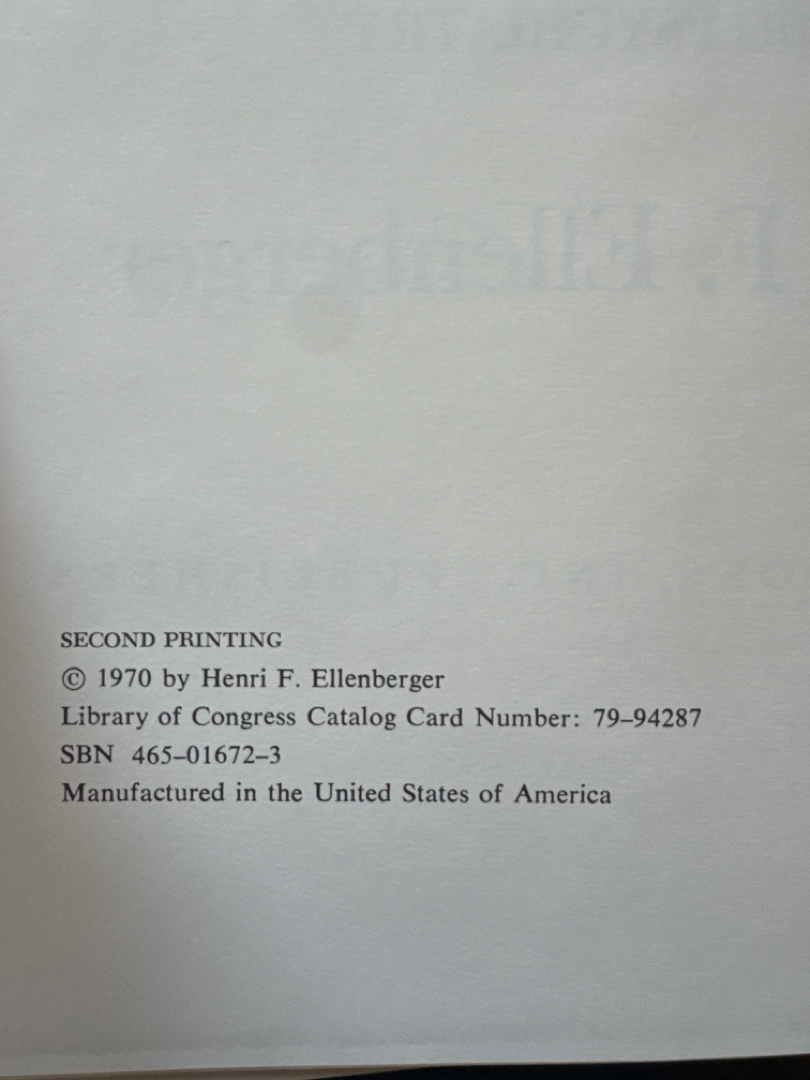 F. Ellenberger
SECOND PRINTING
© 1970 by Henri F. Ellenberger
Library of Congress Catalog Card Number: 79–94287
SBN 465–01672–3
Manufactured in the United States of America